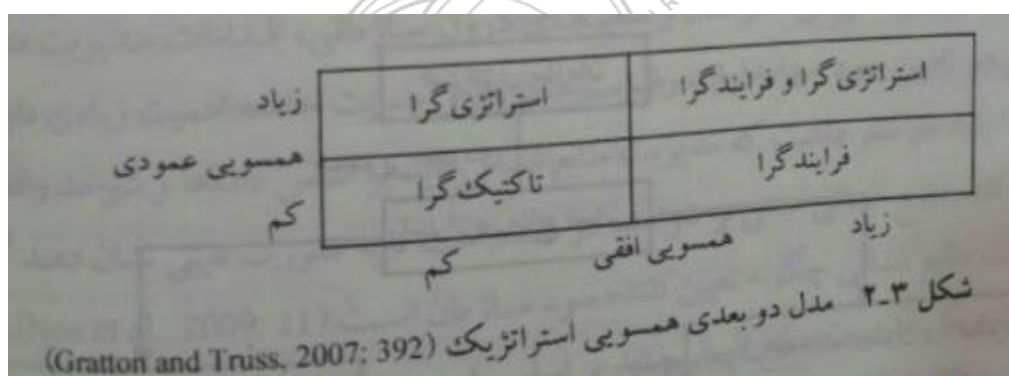 زیاد
استراتژی گرا
استراتژی گرا و فرایندگرا
همسویی عمودی
کم
تاکتیک گرا
فرایندگرا
کم
همسویی افقی
زیاد
شکل ۳-۲ مدل دو بعدی همسویی استراتژیک (Gratton and Truss, 2007: 392)